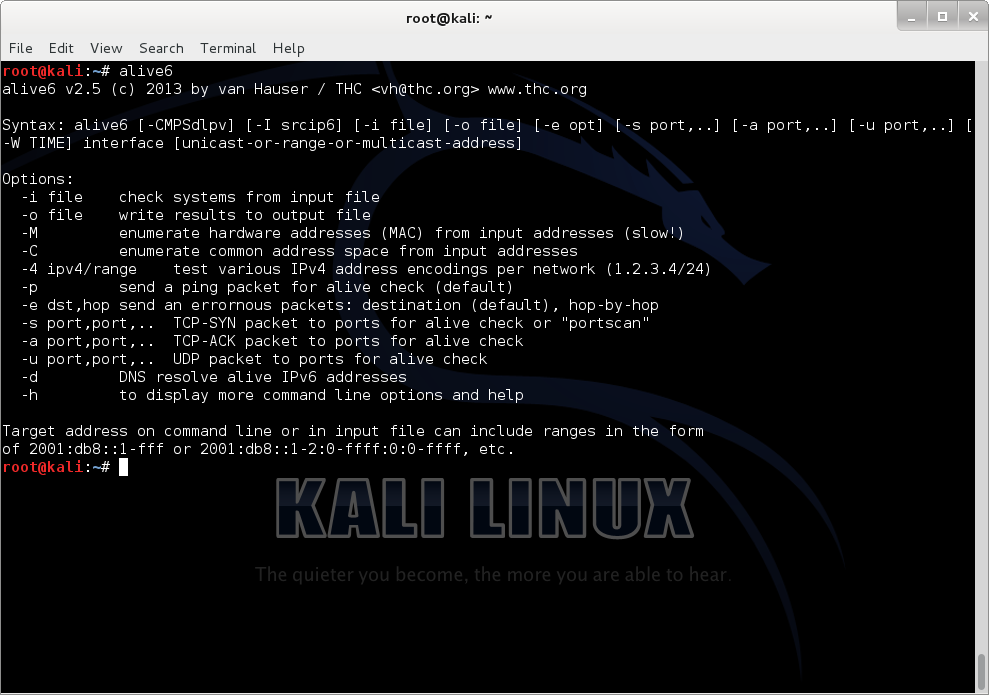 root@kali: ~
File Edit View Search Terminal Help
root@kali:~# alive6
alive6 v2.5 (c) 2013 by van Hauser / THC <vh@thc.org> www.thc.org
Syntax: alive6 [-CMPSdlpv] [-I srcip6] [-i file] [-o file] [-e opt] [-s port,..] [-a port,..] [-u port,..] [
-W TIME] interface [unicast-or-range-or-multicast-address]
Options:
-i file check systems from input file
-o file write results to output file
-M enumerate hardware addresses (MAC) from input addresses (slow!)
-C enumerate common address space from input addresses
-4 ipv4/range test various IPv4 address encodings per network (1.2.3.4/24)
-p send a ping packet for alive check (default)
-e dst,hop send an errornous packets: destination (default), hop-by-hop
-s port,port,.. TCP-SYN packet to ports for alive check or "portscan"
-a port,port,.. TCP-ACK packet to ports for alive check
-u port,port,.. UDP packet to ports for alive check
-d DNS resolve alive IPv6 addresses
-h to display more command line options and help
Target address on command line or in input file can include ranges in the form
of 2001:db8::1-fff or 2001:db8::1-2:0-ffff:0:0-ffff, etc.
root@kali:~#
KALI LINUX
The quieter you become, the more you are able to hear.